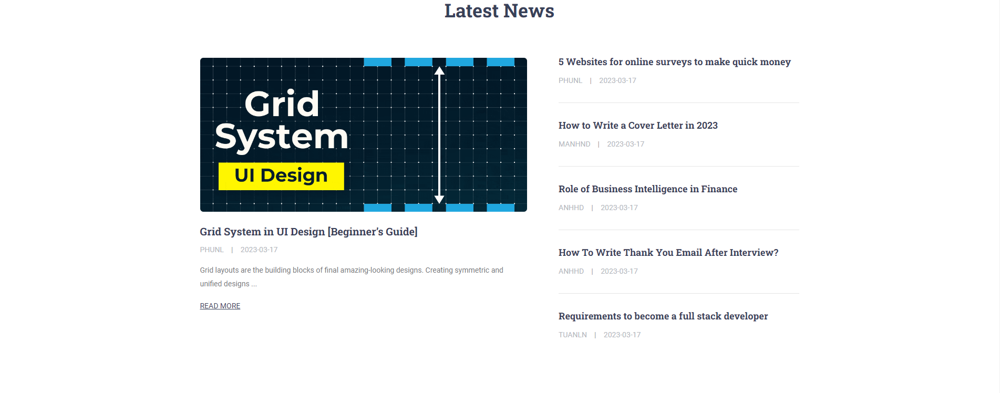 Latest News
Grid
System
UI Design
Grid System in UI Design [Beginner’s Guide]
PHUNL | 2023-03-17
Grid layouts are the building blocks of final amazing-looking designs. Creating symmetric and
unified designs ...
READ MORE
5 Websites for online surveys to make quick money
PHUNL | 2023-03-17
How to Write a Cover Letter in 2023
MANHND | 2023-03-17
Role of Business Intelligence in Finance
ANHHD | 2023-03-17
How To Write Thank You Email After Interview?
ANHHD | 2023-03-17
Requirements to become a full stack developer
TUANLN | 2023-03-17